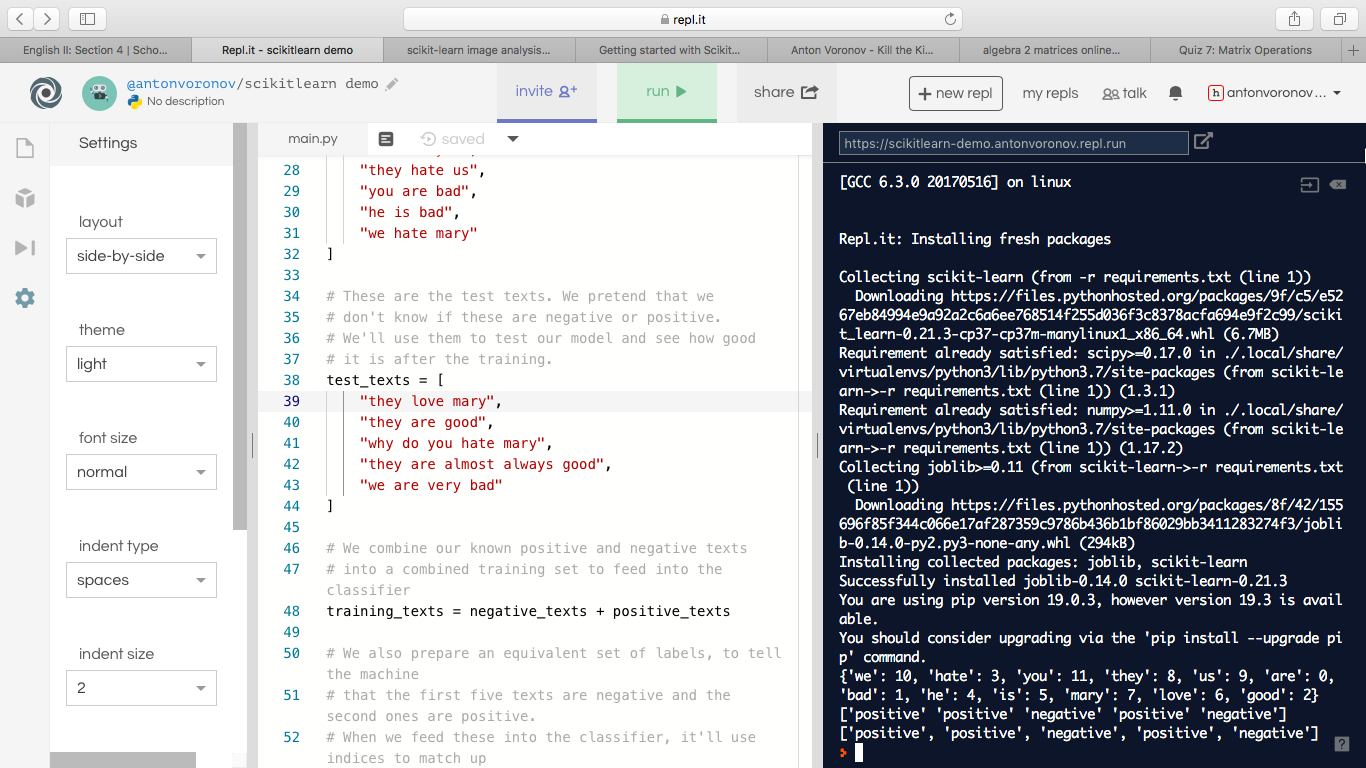 repl.it
English II: Section 4 | Scho...
Repl.it - scikitlearn demo
scikit-learn image analysis...
Getting started with Scikit...
Anton Voronov - Kill the Ki...
algebra 2 matrices online...
Quiz 7: Matrix Operations
@antonvoronov/scikitlearn demo
No description
invite
run
share
+ new repl
my repls
talk
h antonvoronov...
Settings
layout
side-by-side
theme
light
font size
normal
indent type
spaces
indent size
2
main.py
saved
28 "they hate us",
29 "you are bad",
30 "he is bad",
31 "we hate mary"
32 ]
33
34 # These are the test texts. We pretend that we
35 # don't know if these are negative or positive.
36 # We'll use them to test our model and see how good
37 # it is after the training.
38 test_texts = [
39 "they love mary",
40 "they are good",
41 "why do you hate mary",
42 "they are almost always good",
43 "we are very bad"
44 ]
45
46 # We combine our known positive and negative texts
47 # into a combined training set to feed into the
classifier
48 training_texts = negative_texts + positive_texts
49
50 # We also prepare an equivalent set of labels, to tell
the machine
51 # that the first five texts are negative and the
second ones are positive.
52 # When we feed these into the classifier, it'll use
indices to match up
https://scikitlearn-demo.antonvoronov.repl.run
[GCC 6.3.0 20170516] on linux
Repl.it: Installing fresh packages
Collecting scikit-learn (from -r requirements.txt (line 1))
Downloading https://files.pythonhosted.org/packages/9f/c5/e52
67eb84994e9a92a2c6a6ee768514f255d036f3c8378acfa694e9f2c99/sciki
t_learn-0.21.3-cp37-cp37m-manylinux1_x86_64.whl (6.7MB)
Requirement already satisfied: scipy>=0.17.0 in ./.local/share/
virtualenvs/python3/lib/python3.7/site-packages (from scikit-le
arn->-r requirements.txt (line 1)) (1.3.1)
Requirement already satisfied: numpy>=1.11.0 in ./.local/share/
virtualenvs/python3/lib/python3.7/site-packages (from scikit-le
arn->-r requirements.txt (line 1)) (1.17.2)
Collecting joblib>=0.11 (from scikit-learn->-r requirements.txt
(line 1))
Downloading https://files.pythonhosted.org/packages/8f/42/155
696f85f344c066e17af287359c9786b436b1bf86029bb3411283274f3/jobli
b-0.14.0-py2.py3-none-any.whl (294kB)
Installing collected packages: joblib, scikit-learn
Successfully installed joblib-0.14.0 scikit-learn-0.21.3
You are using pip version 19.0.3, however version 19.3 is avail
able.
You should consider upgrading via the 'pip install --upgrade pi
p' command.
{'we': 10, 'hate': 3, 'you': 11, 'they': 8, 'us': 9, 'are': 0,
'bad': 1, 'he': 4, 'is': 5, 'mary': 7, 'love': 6, 'good': 2}
['positive' 'positive' 'negative' 'positive' 'negative']
['positive', 'positive', 'negative', 'positive', 'negative']
?